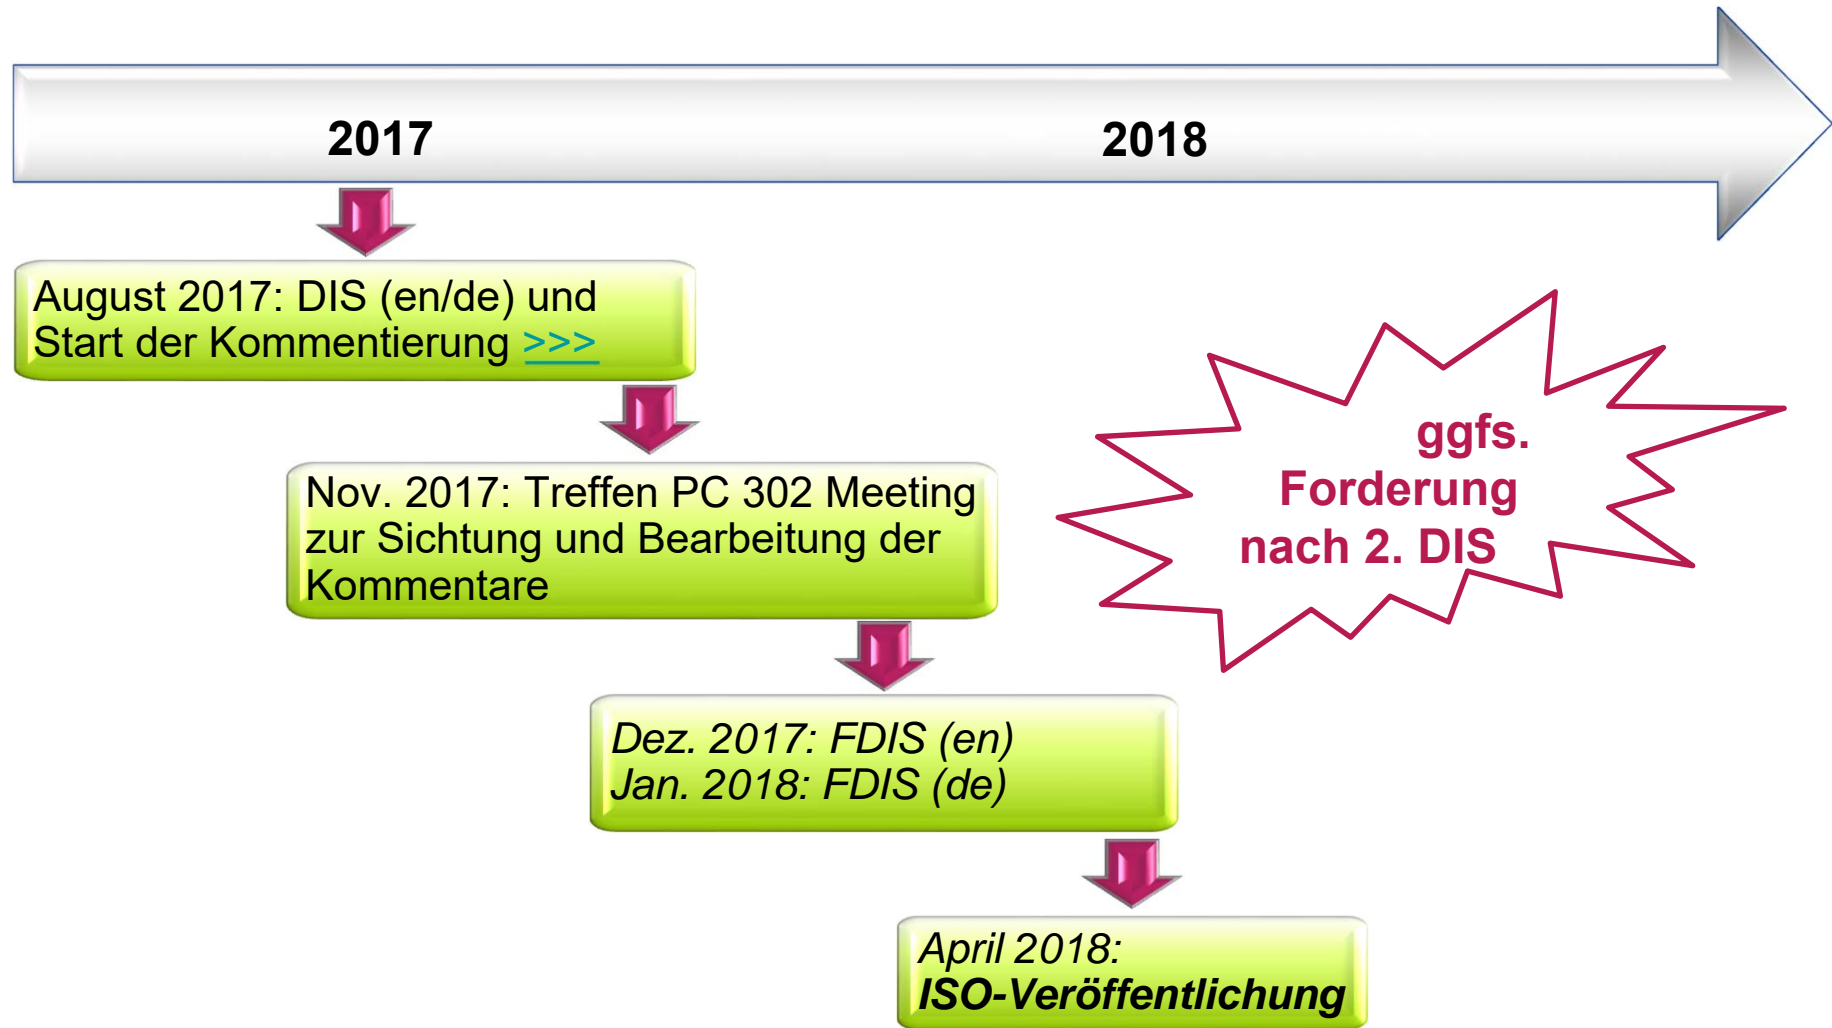 2017
2018
August 2017: DIS (en/de) und
Start der Kommentierung >>>
Nov. 2017: Treffen PC 302 Meeting
zur Sichtung und Bearbeitung der
Kommentare
ggfs.
Forderung
nach 2. DIS
Dez. 2017: FDIS (en)
Jan. 2018: FDIS (de)
April 2018:
ISO-Veröffentlichung